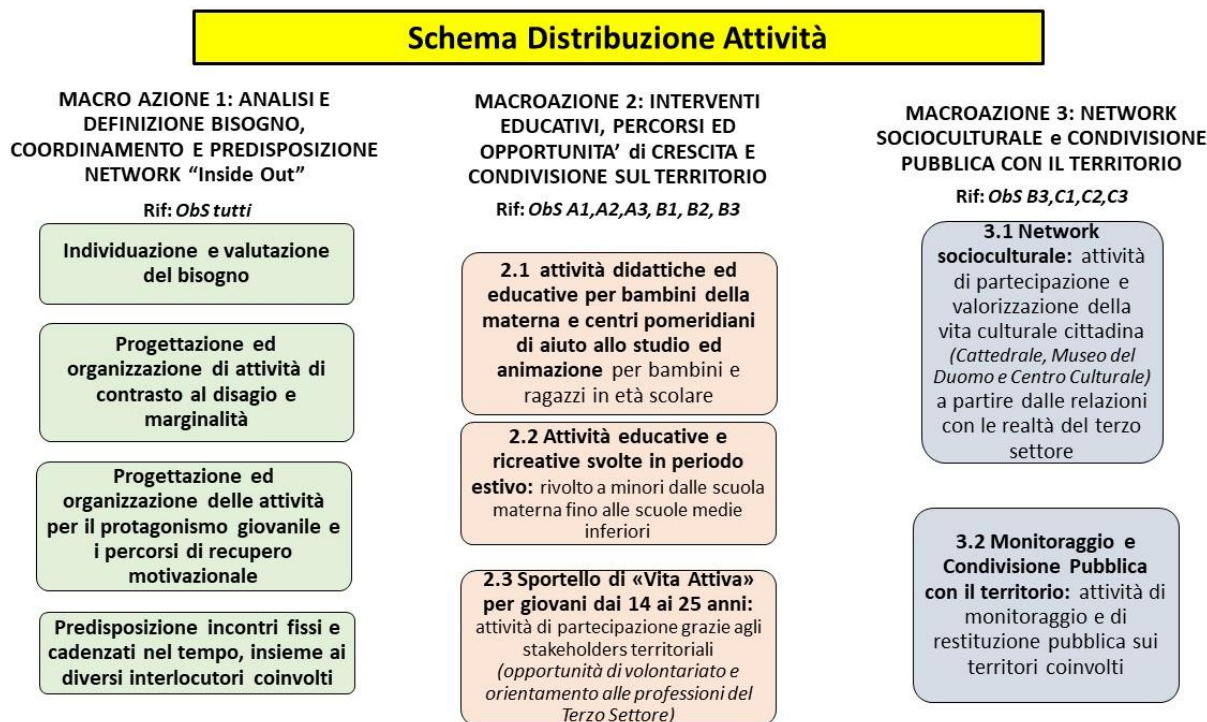 Schema Distribuzione Attività
MACRO AZIONE 1: ANALISI E
DEFINIZIONE BISOGNO,
COORDINAMENTO E PREDISPOSIZIONE
NETWORK “Inside Out”
Rif: ObS tutti
Individuazione e valutazione
del bisogno
Progettazione ed
organizzazione di attività di
contrasto al disagio e
marginalità
Progettazione ed
organizzazione delle attività
per il protagonismo giovanile e
i percorsi di recupero
motivazionale
Predisposizione incontri fissi e
cadenzati nel tempo, insieme ai
diversi interlocutori coinvolti
MACROAZIONE 2: INTERVENTI
EDUCATIVI, PERCORSI ED
OPPORTUNITA’ di CRESCITA E
CONDIVISIONE SUL TERRITORIO
Rif: ObS A1,A2,A3, B1, B2, B3
2.1 attività didattiche ed
educative per bambini della
materna e centri pomeridiani
di aiuto allo studio ed
animazione per bambini e
ragazzi in età scolare
2.2 Attività educative e
ricreative svolte in periodo
estivo: rivolto a minori dalle scuola
materna fino alle scuole medie
inferiori
2.3 Sportello di «Vita Attiva»
per giovani dai 14 ai 25 anni:
attività di partecipazione grazie agli
stakeholders territoriali
(opportunità di volontariato e
orientamento alle professioni del
Terzo Settore)
MACROAZIONE 3: NETWORK
SOCIOCULTURALE e CONDIVISIONE
PUBBLICA CON IL TERRITORIO
Rif: ObS B3,C1,C2,C3
3.1 Network
socioculturale: attività
di partecipazione e
valorizzazione della
vita culturale cittadina
(Cattedrale, Museo del
Duomo e Centro Culturale)
a partire dalle relazioni
con le realtà del terzo
settore
3.2 Monitoraggio e
Condivisione Pubblica
con il territorio: attività di
monitoraggio e di
restituzione pubblica sui
territori coinvolti